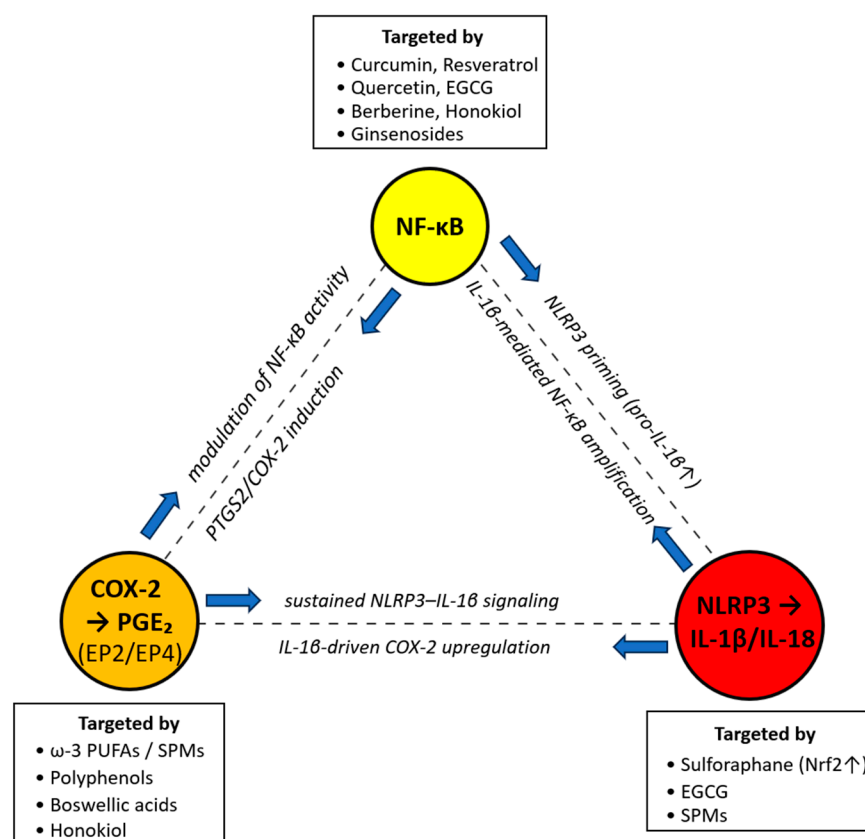 Targeted by
• Curcumin, Resveratrol
• Quercetin, EGCG
• Berberine, Honokiol
• Ginsenosides
NF-κB
modulation of NF-κB activity
PTGS2/COX-2 induction
NLRP3 priming (pro-IL-1β↑)
IL-1β-mediated NF-κB amplification
COX-2
→ PGE₂
(EP2/EP4)
sustained NLRP3–IL-1β signaling
IL-1β-driven COX-2 upregulation
NLRP3 →
IL-1β/IL-18
Targeted by
• ω-3 PUFAs / SPMs
• Polyphenols
• Boswellic acids
• Honokiol
Targeted by
• Sulforaphane (Nrf2↑)
• EGCG
• SPMs